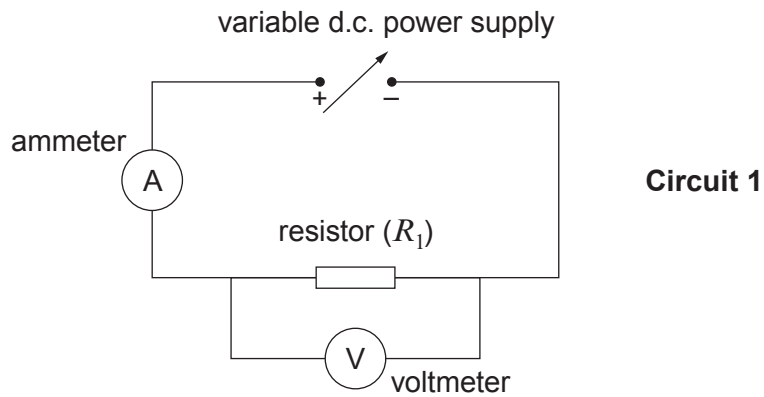 variable d.c. power supply
+ −
ammeter
A
Circuit 1
resistor (R₁)
V
voltmeter